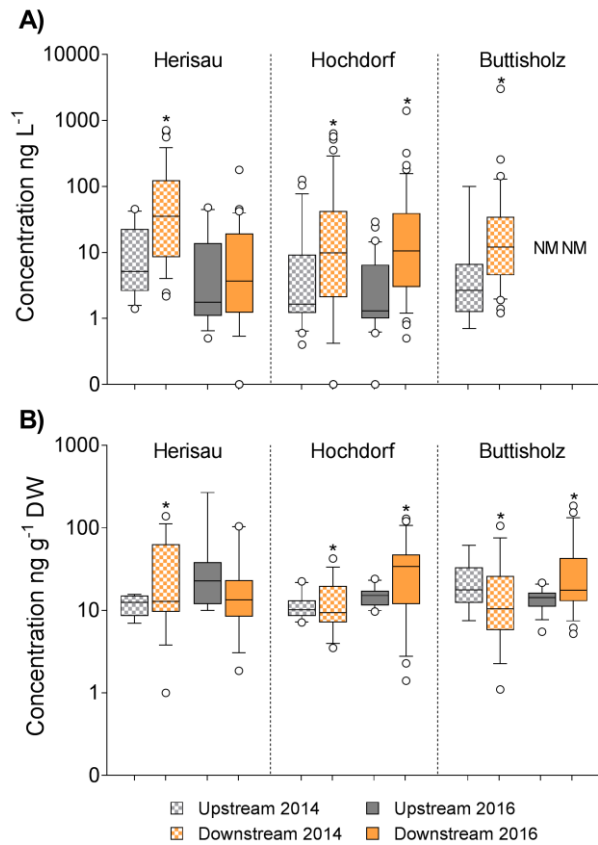 A)
Herisau Hochdorf Buttisholz
Concentration ng L⁻¹
10000
1000
100
10
1
0
* * * *
NM NM
B)
Herisau Hochdorf Buttisholz
Concentration ng g⁻¹ DW
1000
100
10
1
0
* * * * *
Upstream 2014 Upstream 2016
Downstream 2014 Downstream 2016